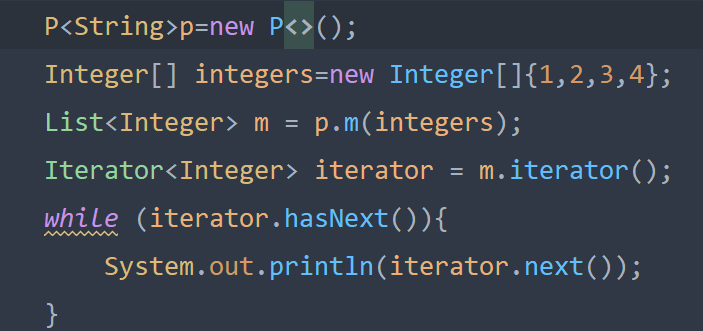 P<String>p=new P<>();
Integer[] integers=new Integer[]{1,2,3,4};
List<Integer> m = p.m(integers);
Iterator<Integer> iterator = m.iterator();
while (iterator.hasNext()){
System.out.println(iterator.next());
}